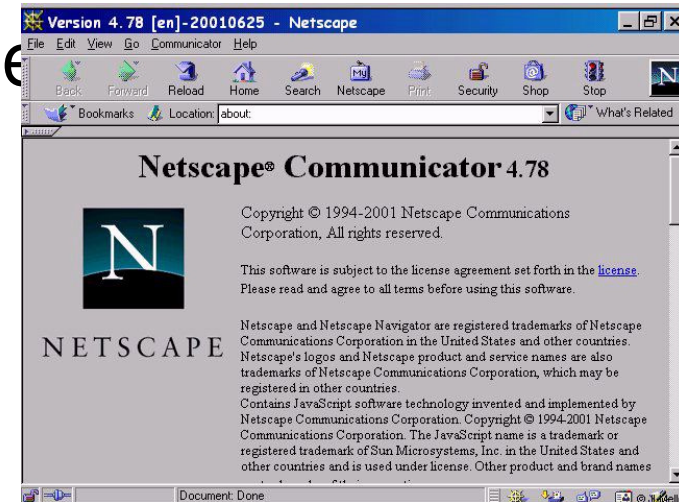 Version 4.78 [en]-20010625 - Netscape
File Edit View Go Communicator Help
Back Forward Reload Home Search Netscape Print Security Shop Stop
Bookmarks Location: about: What's Related
Netscape® Communicator 4.78
Copyright © 1994-2001 Netscape Communications
Corporation, All rights reserved.
This software is subject to the license agreement set forth in the license.
Please read and agree to all terms before using this software.
N
NETSCAPE
Netscape and Netscape Navigator are registered trademarks of Netscape
Communications Corporation in the United States and other countries.
Netscape's logos and Netscape product and service names are also
trademarks of Netscape Communications Corporation, which may be
registered in other countries.
Contains JavaScript software technology invented and implemented by
Netscape Communications Corporation. Copyright © 1994-2001 Netscape
Communications Corporation. The JavaScript name is a trademark or
registered trademark of Sun Microsystems, Inc. in the United States and
other countries and is used under license. Other product and brand names
Document: Done